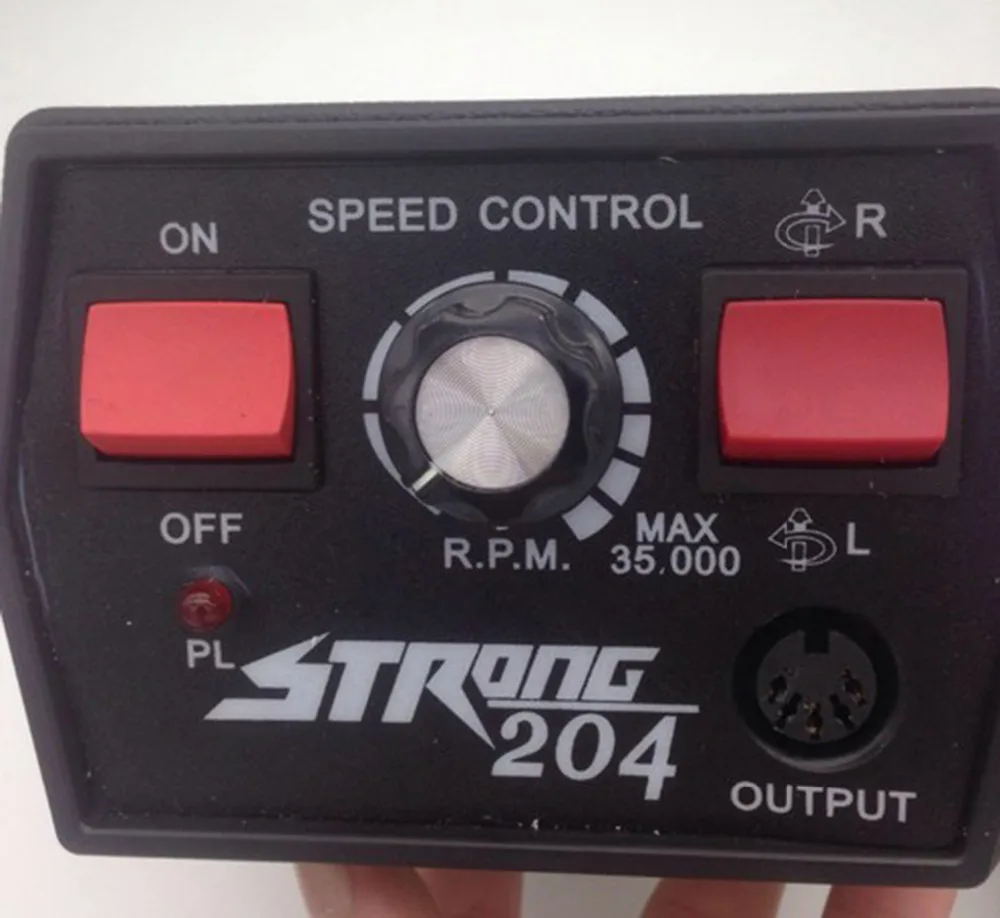 ON
SPEED CONTROL
R
OFF
R.P.M.
MAX
35.000
L
PL
STRONG
204
OUTPUT